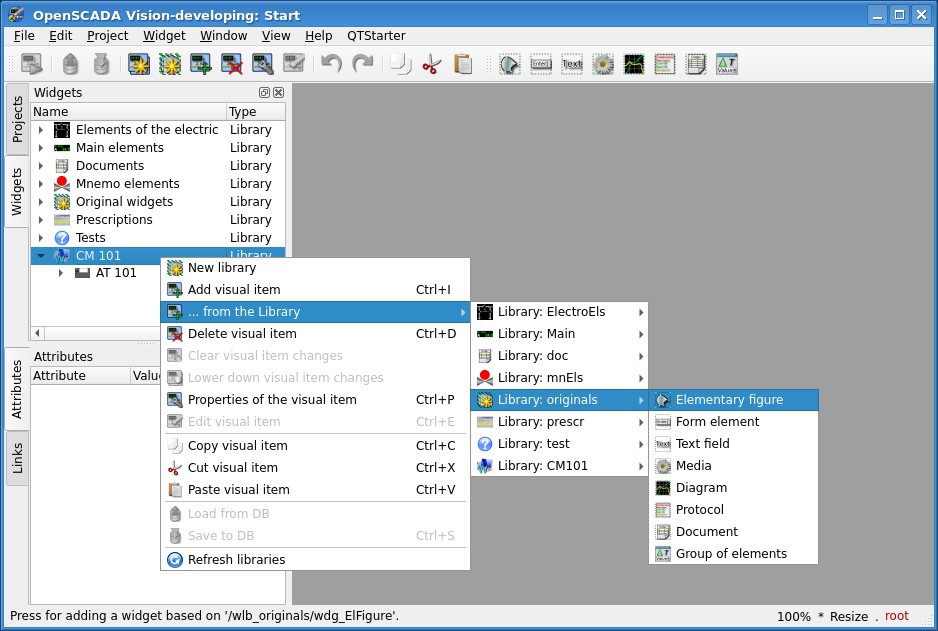 OpenSCADA Vision-developing: Start
File Edit Project Widget Window View Help QTStarter
Projects
Widgets
Attributes
Links
Widgets
Name Type
Elements of the electric Library
Main elements Library
Documents Library
Mnemo elements Library
Original widgets Library
Prescriptions Library
Tests Library
CM 101 Library
AT 101
Attributes
Attribute Value
New library
Add visual item Ctrl+I
... from the Library
Delete visual item Ctrl+D
Clear visual item changes
Lower down visual item changes
Properties of the visual item Ctrl+P
Edit visual item Ctrl+E
Copy visual item Ctrl+C
Cut visual item Ctrl+X
Paste visual item Ctrl+V
Load from DB
Save to DB Ctrl+S
Refresh libraries
Library: ElectroEls
Library: Main
Library: doc
Library: mnEls
Library: originals
Library: prescr
Library: test
Library: CM101
Elementary figure
Form element
Text field
Media
Diagram
Protocol
Document
Group of elements
Press for adding a widget based on '/wlb_originals/wdg_ElFigure'. 100% * Resize . root